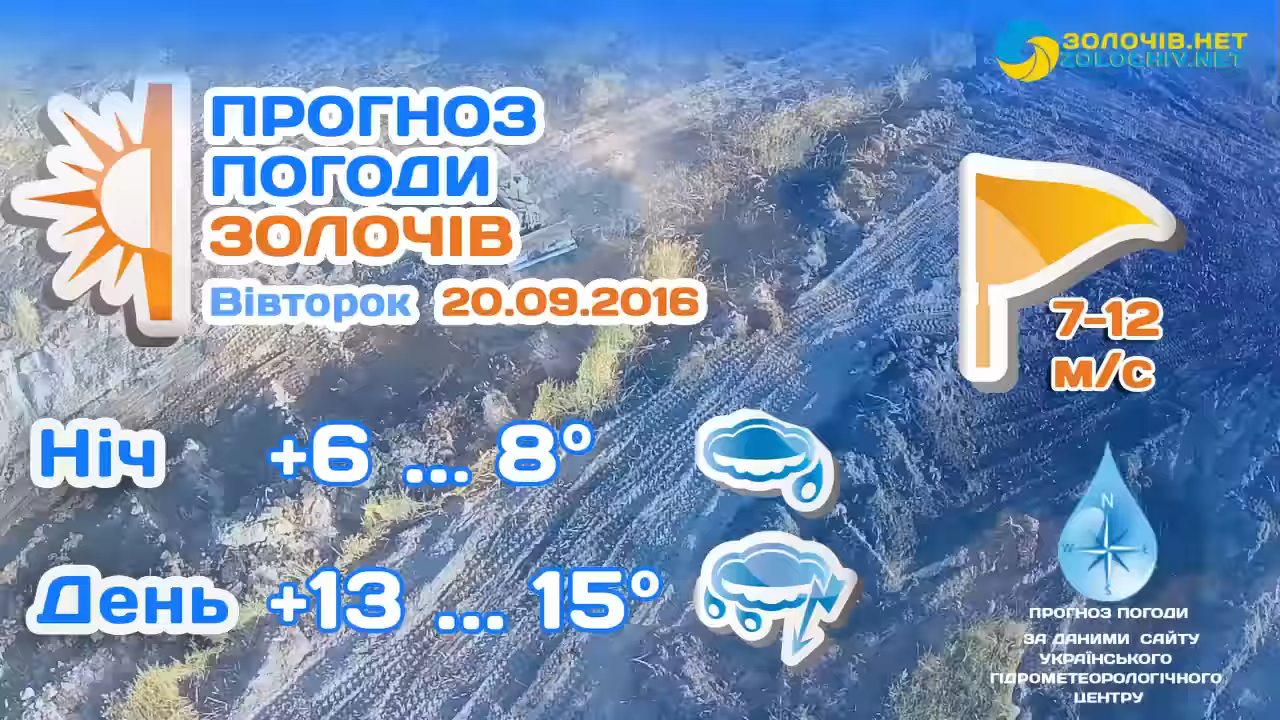 ЗОЛОЧІВ.НЕТ
ZOLOCHIV.NET
ПРОГНОЗ
ПОГОДИ
ЗОЛОЧІВ
Вівторок 20.09.2016
7-12
м/с
Ніч +6 ... 8°
День +13 ... 15°
N
W E
S
ПРОГНОЗ ПОГОДИ
ЗА ДАНИМИ САЙТУ
УКРАЇНСЬКОГО
ГІДРОМЕТЕОРОЛОГІЧНОГО
ЦЕНТРУ